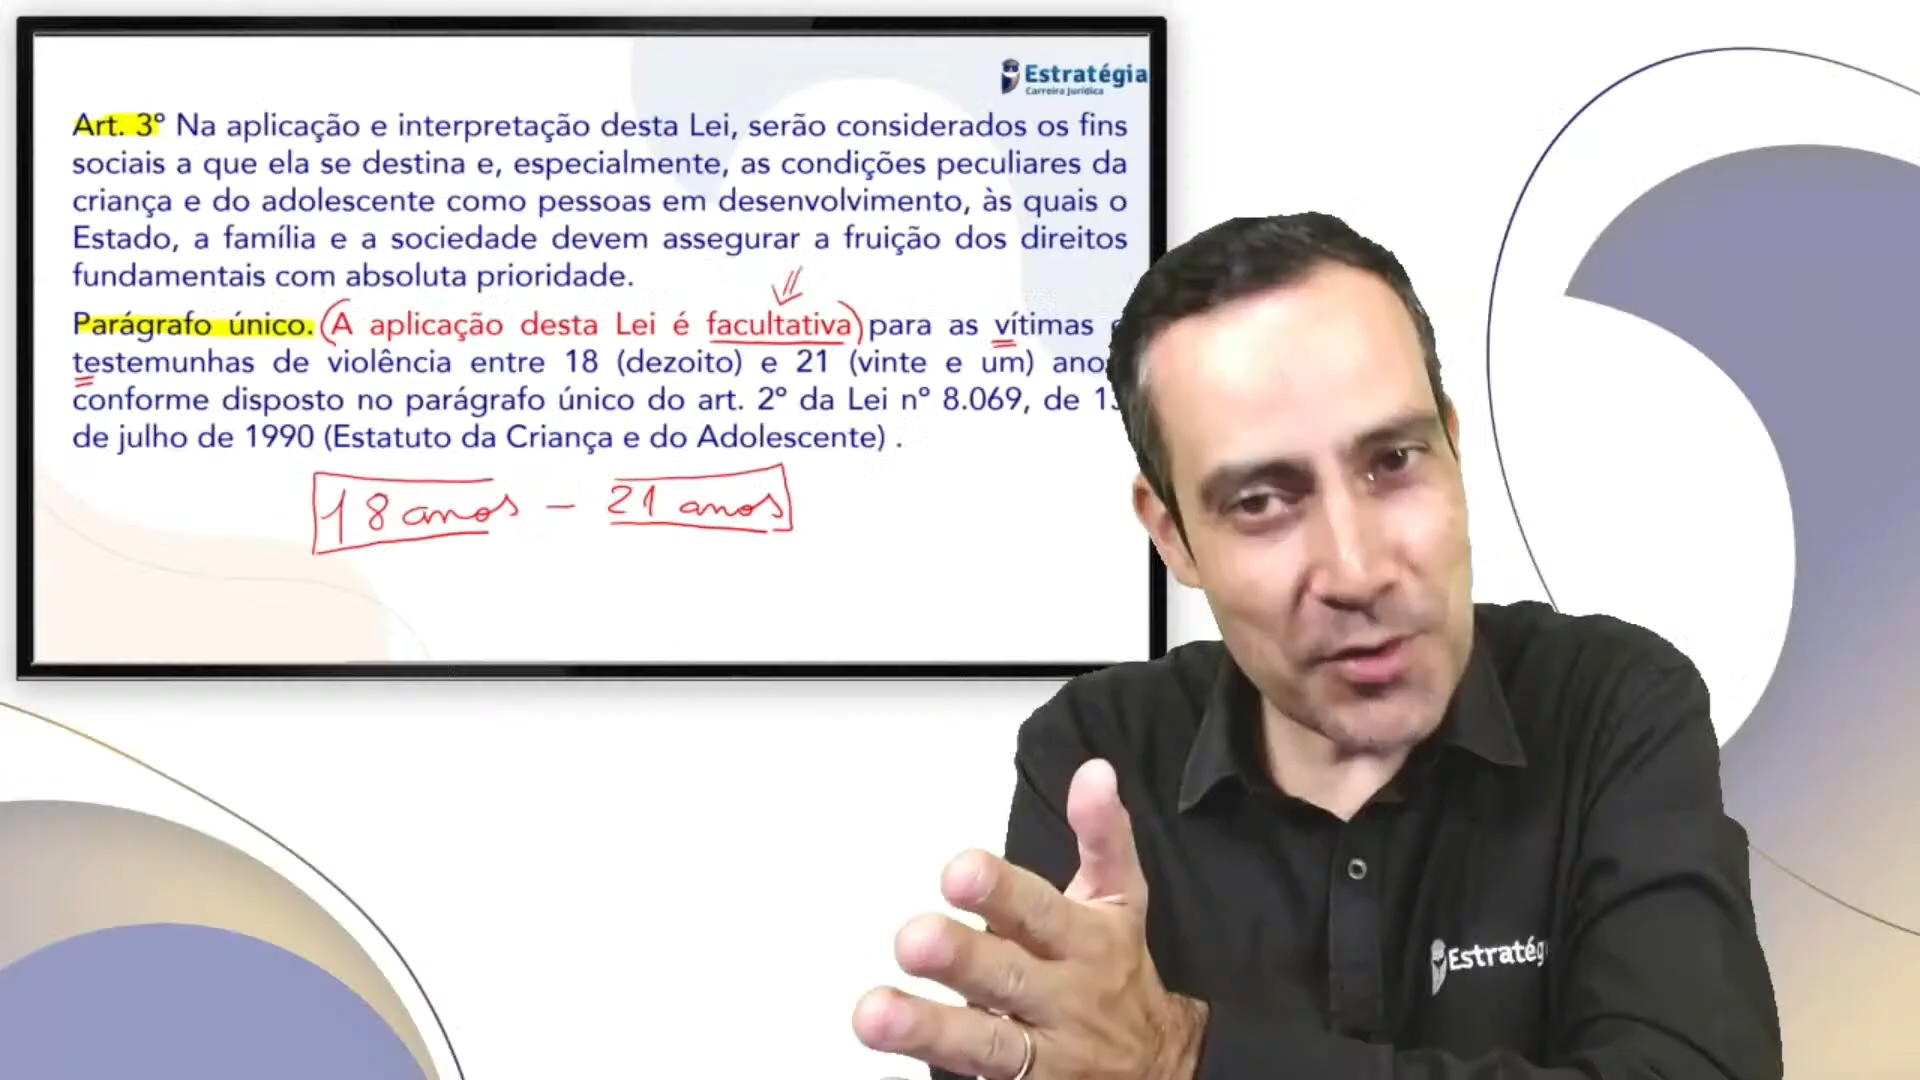 Estratégia
Carreira Jurídica
Art. 3º Na aplicação e interpretação desta Lei, serão considerados os fins
sociais a que ela se destina e, especialmente, as condições peculiares da
criança e do adolescente como pessoas em desenvolvimento, às quais o
Estado, a família e a sociedade devem assegurar a fruição dos direitos
fundamentais com absoluta prioridade.
Parágrafo único. (A aplicação desta Lei é facultativa) para as vítimas
testemunhas de violência entre 18 (dezoito) e 21 (vinte e um) ano
conforme disposto no parágrafo único do art. 2º da Lei nº 8.069, de 1
de julho de 1990 (Estatuto da Criança e do Adolescente) .
18 anos - 21 anos
Estratég